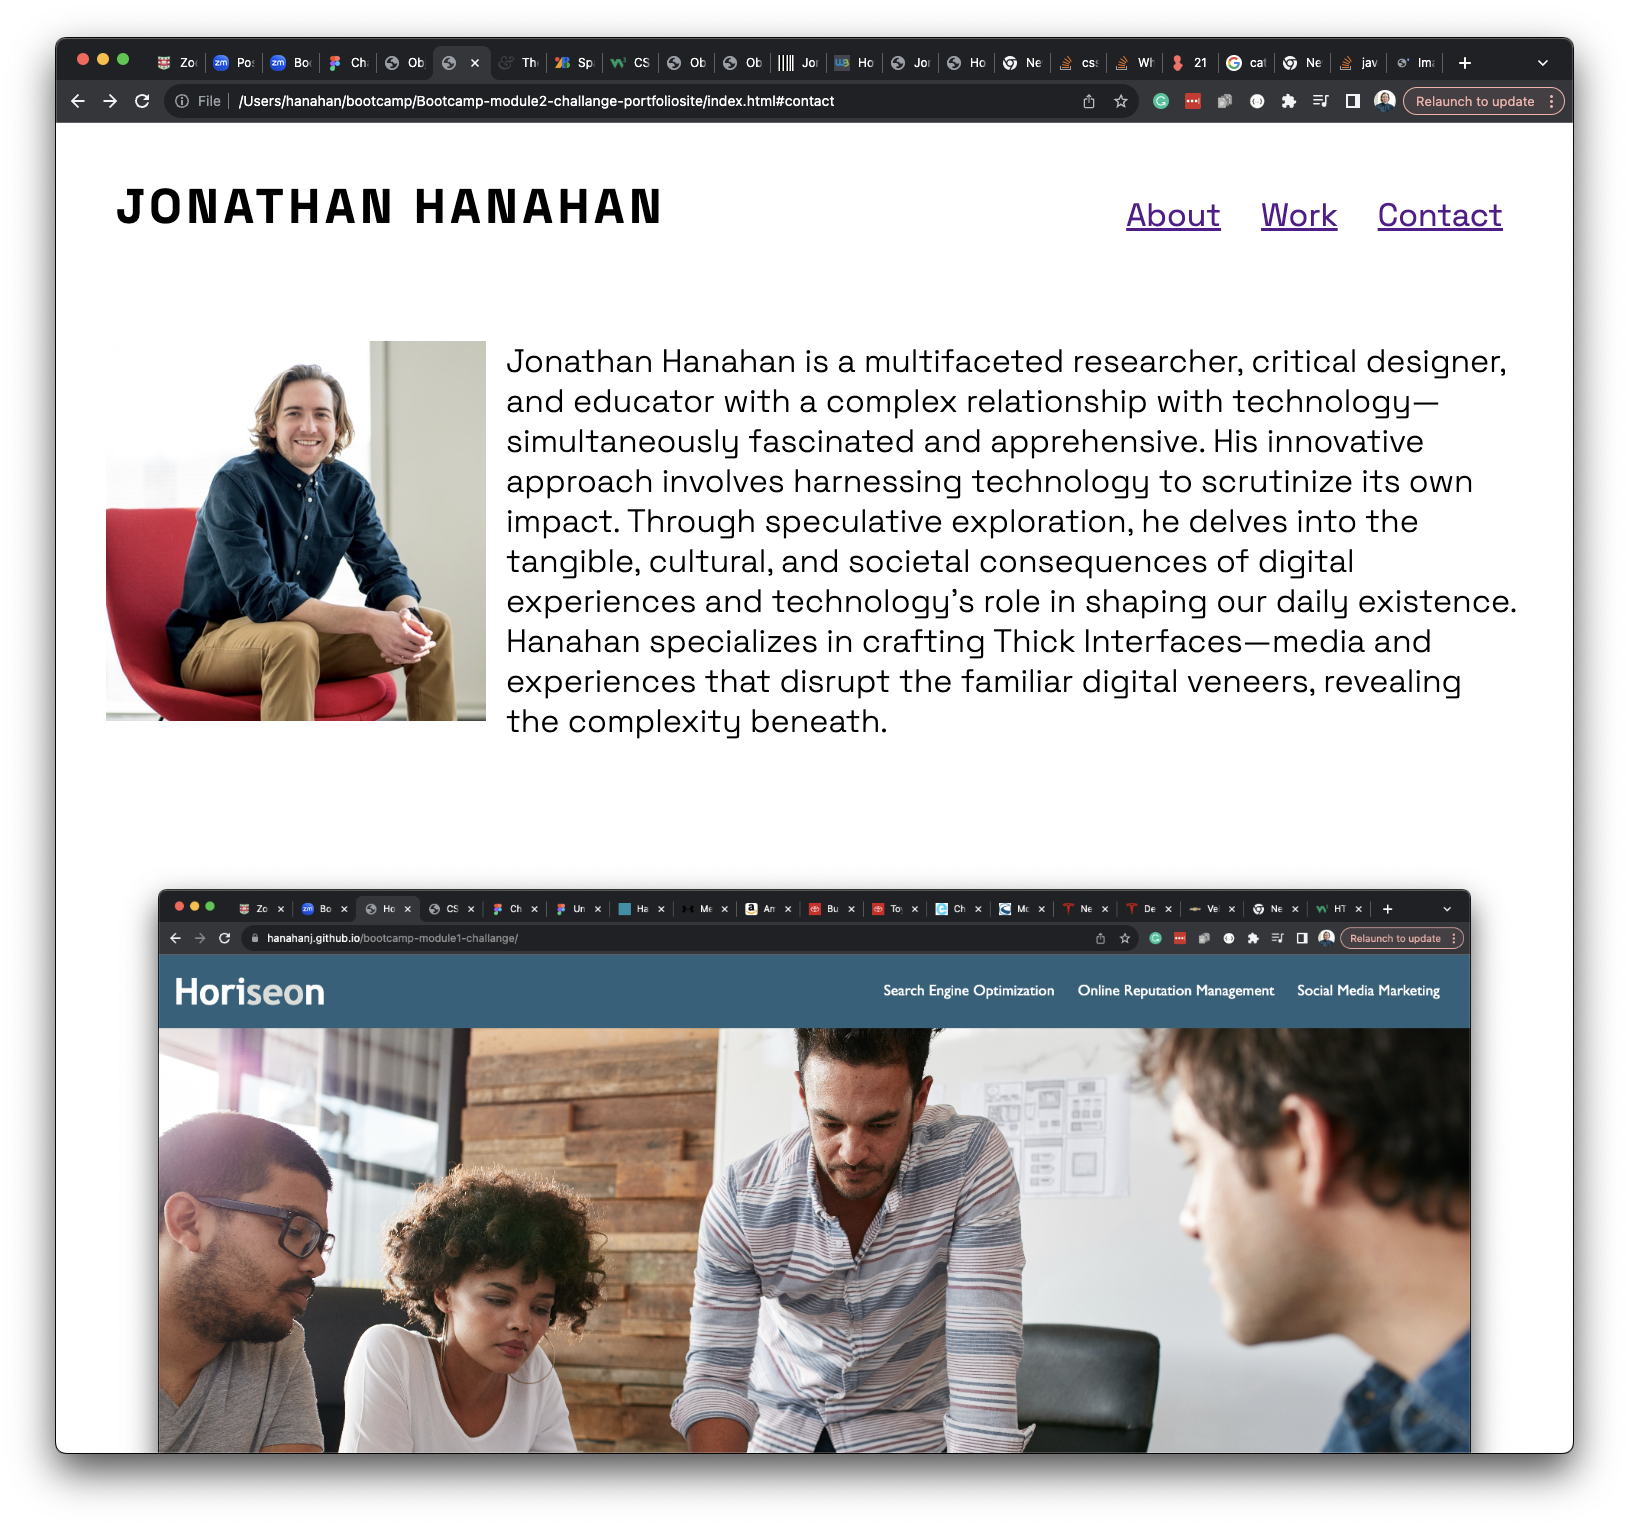 Zo
Po
Bo
Ch
Ob
Th
Sp
CS
Ob
Ob
Jor
Ho
Jor
Ho
Ne
css
Wh
21
cat
Ne
jav
Ima
File
/Users/hanahan/bootcamp/Bootcamp-module2-challange-portfoliosite/index.html#contact
Relaunch to update
JONATHAN HANAHAN
About Work Contact
Jonathan Hanahan is a multifaceted researcher, critical designer,
and educator with a complex relationship with technology—
simultaneously fascinated and apprehensive. His innovative
approach involves harnessing technology to scrutinize its own
impact. Through speculative exploration, he delves into the
tangible, cultural, and societal consequences of digital
experiences and technology’s role in shaping our daily existence.
Hanahan specializes in crafting Thick Interfaces—media and
experiences that disrupt the familiar digital veneers, revealing
the complexity beneath.
Zo
Bo
Ho
CS
Ch
Un
Ha
Me
Am
Bu
To
Ch
Mc
Ne
De
Vel
Ne
HT
hanahanj.github.io/bootcamp-module1-challange/
Relaunch to update
Horiseon
Search Engine Optimization Online Reputation Management Social Media Marketing